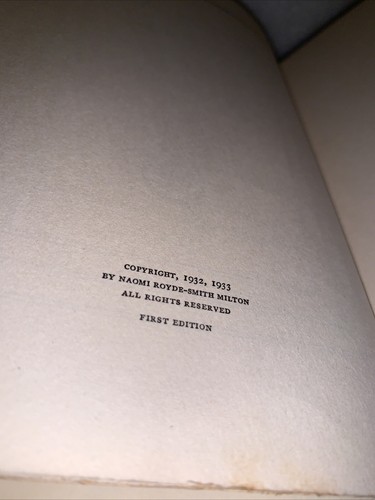 COPYRIGHT, 1932, 1933
BY NAOMI ROYDE-SMITH MILTON
ALL RIGHTS RESERVED
FIRST EDITION